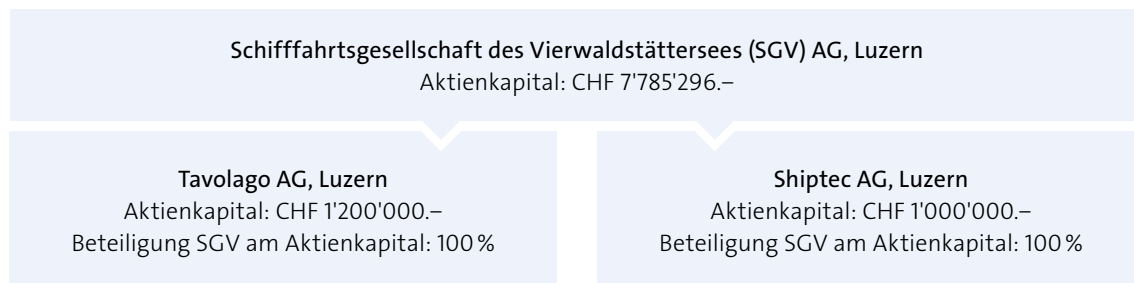 Schifffahrtsgesellschaft des Vierwaldstättersees (SGV) AG, Luzern
Aktienkapital: CHF 7'785'296.–
Tavolago AG, Luzern
Aktienkapital: CHF 1'200'000.–
Beteiligung SGV am Aktienkapital: 100 %
Shiptec AG, Luzern
Aktienkapital: CHF 1'000'000.–
Beteiligung SGV am Aktienkapital: 100 %